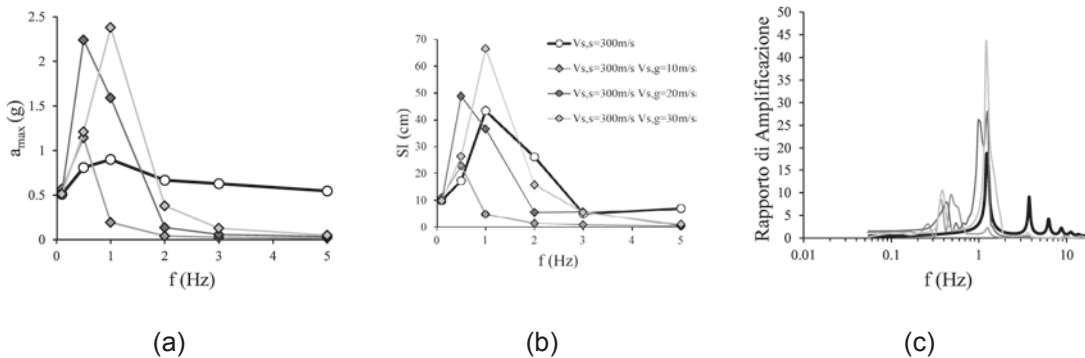 2.5
2
1.5
1
0.5
0
a_max (g)
0 1 2 3 4 5
f (Hz)
70
60
50
40
30
20
10
0
SI (cm)
0 1 2 3 4 5
f (Hz)
Vs,s=300m/s
Vs,s=300m/s Vs,g=10m/s
Vs,s=300m/s Vs,g=20m/s
Vs,s=300m/s Vs,g=30m/s
50
45
40
35
30
25
20
15
10
5
0
Rapporto di Amplificazione
0.01 0.1 1 10
f (Hz)
(a) (b) (c)